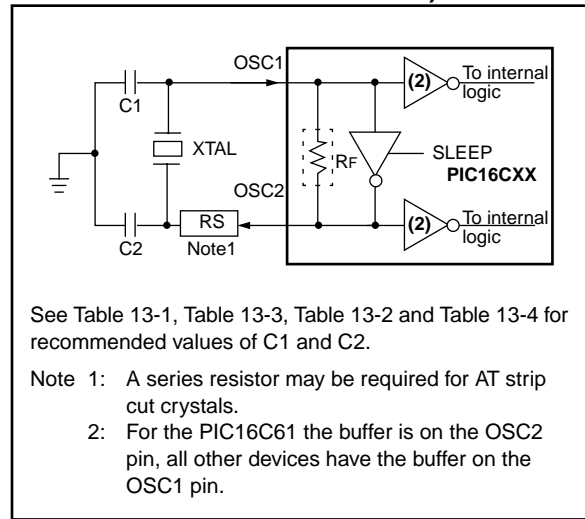 OSC1
To internal
logic
(2)
C1
XTAL
RF
SLEEP
PIC16CXX
OSC2
RS
C2
Note1
(2)
To internal
logic
See Table 13-1, Table 13-3, Table 13-2 and Table 13-4 for
recommended values of C1 and C2.
Note 1: A series resistor may be required for AT strip
cut crystals.
2: For the PIC16C61 the buffer is on the OSC2
pin, all other devices have the buffer on the
OSC1 pin.